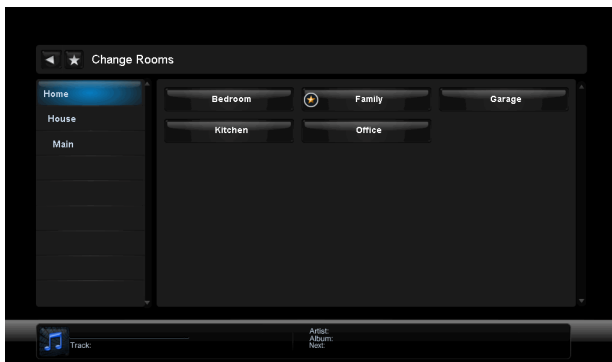 Change Rooms
Home
House
Main
Bedroom
Family
Garage
Kitchen
Office
Track:
Artist:
Album:
Next: